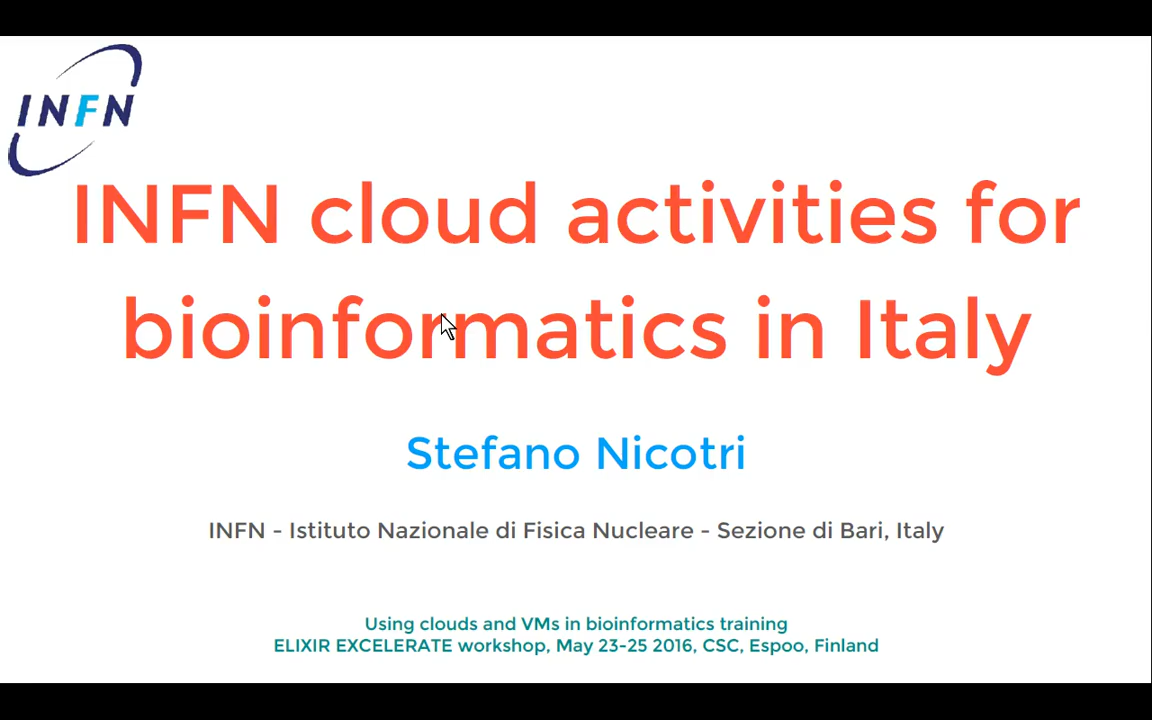 INFN
INFN cloud activities for
bioinformatics in Italy
Stefano Nicotri
INFN - Istituto Nazionale di Fisica Nucleare - Sezione di Bari, Italy
Using clouds and VMs in bioinformatics training
ELIXIR EXCELERATE workshop, May 23-25 2016, CSC, Espoo, Finland